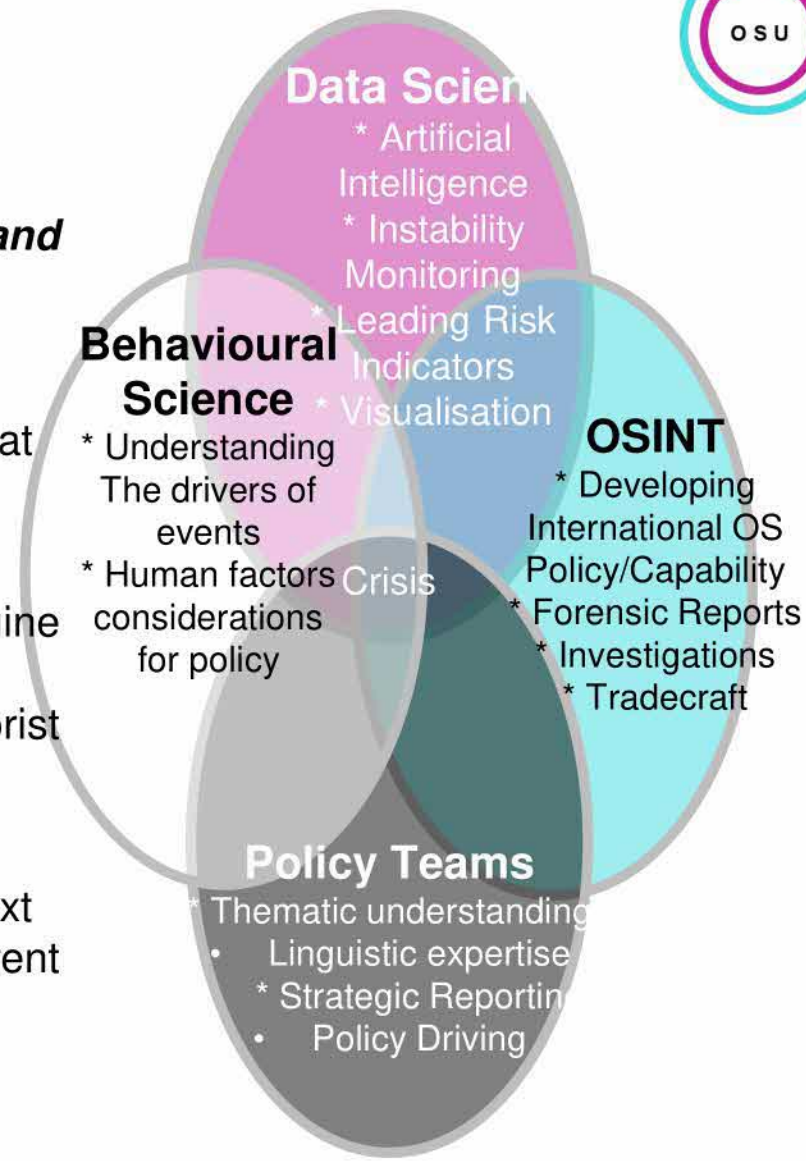 OSU
Data Scien
* Artificial
Intelligence
* Instability
Monitoring
* Leading Risk
Indicators
* Visualisation
and
at
ine
rist
xt
ent
Behavioural
Science
* Understanding
The drivers of
events
* Human factors
considerations
for policy
Crisis
OSINT
* Developing
International OS
Policy/Capability
* Forensic Reports
* Investigations
* Tradecraft
Policy Teams
* Thematic understanding
• Linguistic expertise
* Strategic Reportin
• Policy Driving